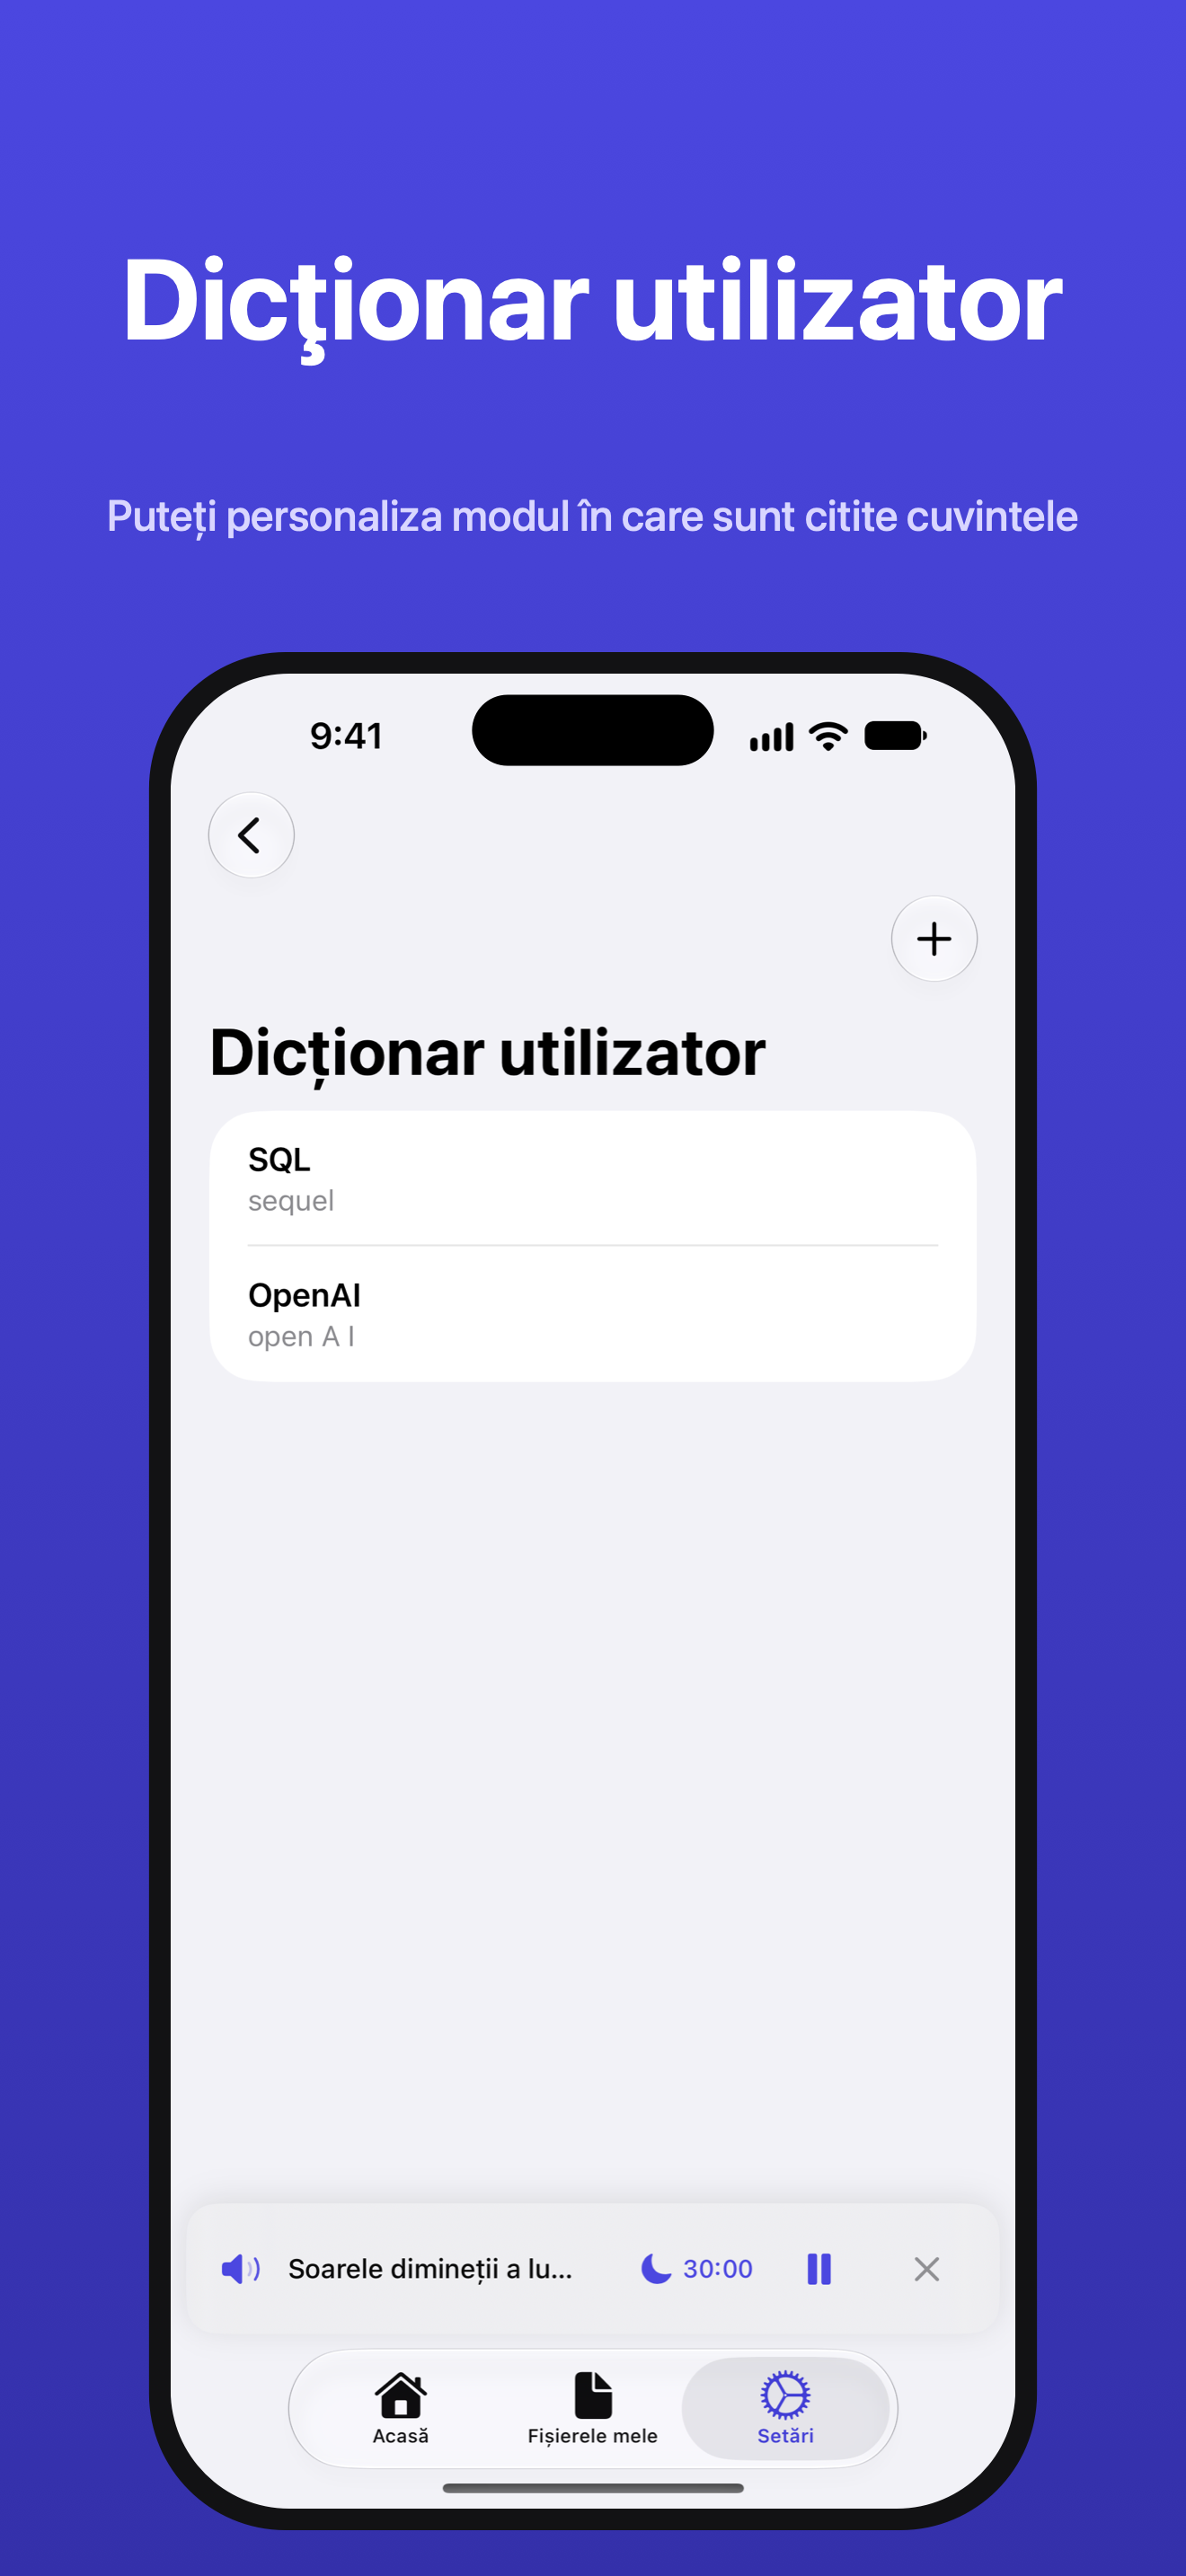 Dicţionar utilizator
Puteți personaliza modul în care sunt citite cuvintele
9:41
Dicționar utilizator
SQL
sequel
OpenAI
open A I
Soarele dimineții a lu...
30:00
Acasă
Fișierele mele
Setări